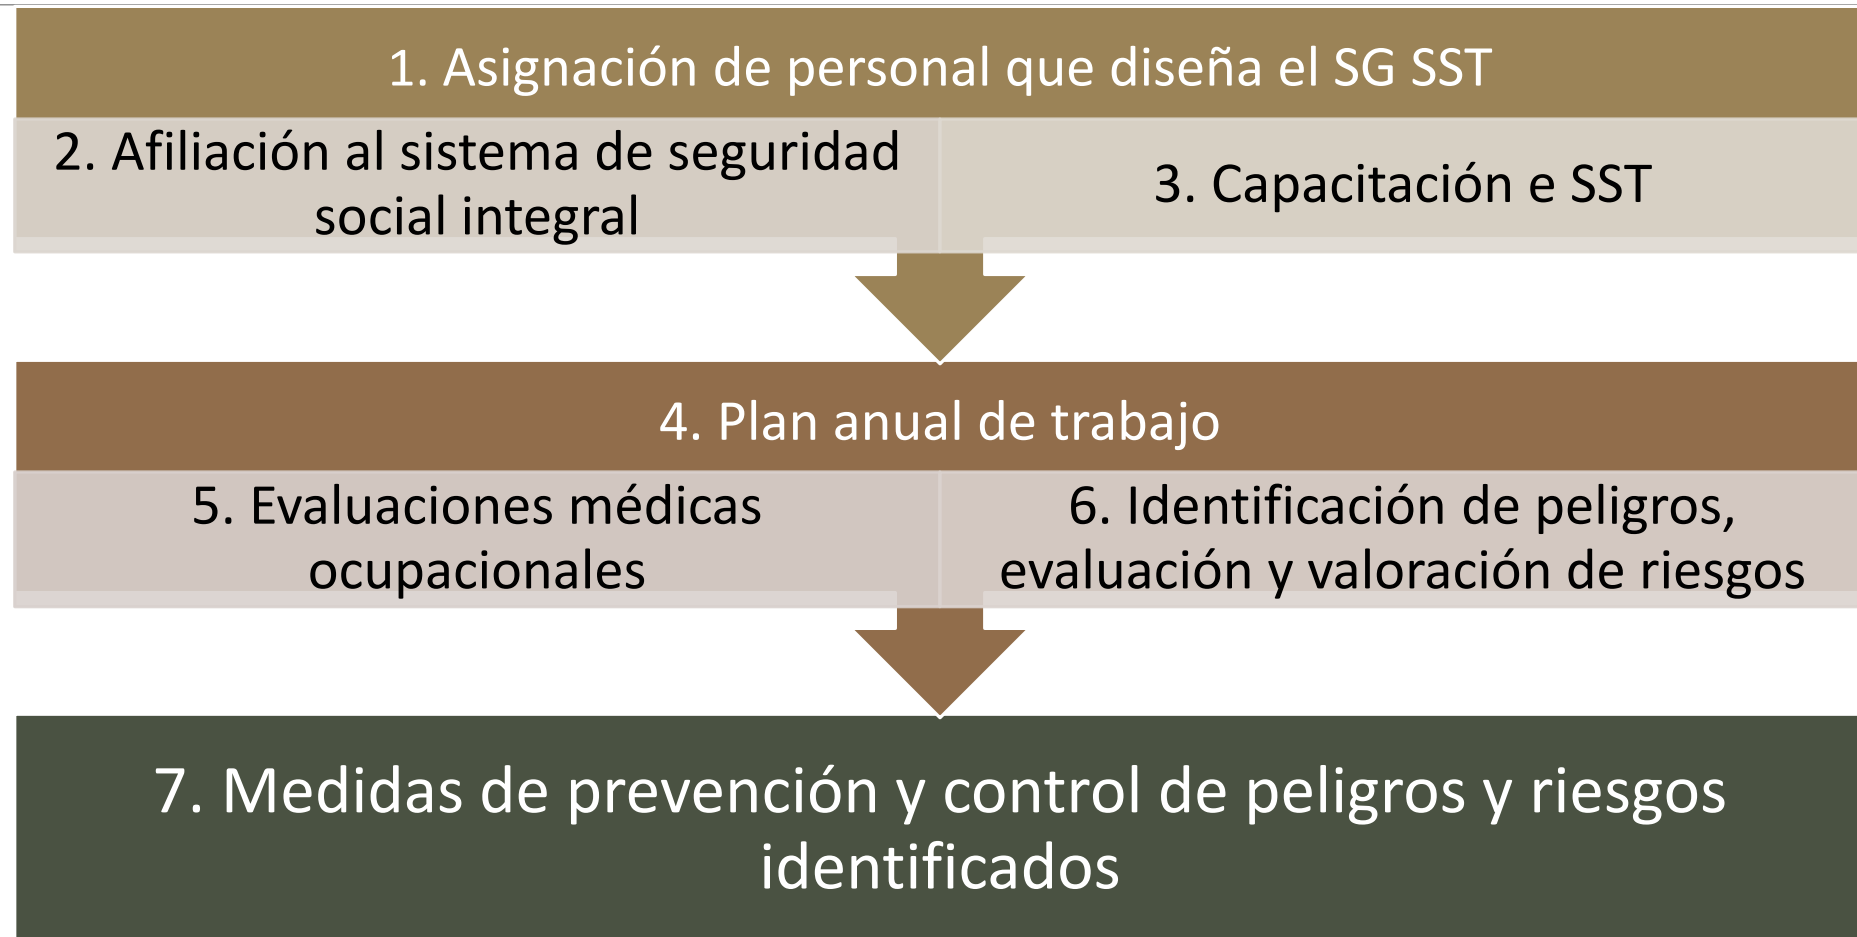 1. Asignación de personal que diseña el SG SST
2. Afiliación al sistema de seguridad
social integral
3. Capacitación e SST
4. Plan anual de trabajo
5. Evaluaciones médicas
ocupacionales
6. Identificación de peligros,
evaluación y valoración de riesgos
7. Medidas de prevención y control de peligros y riesgos
identificados